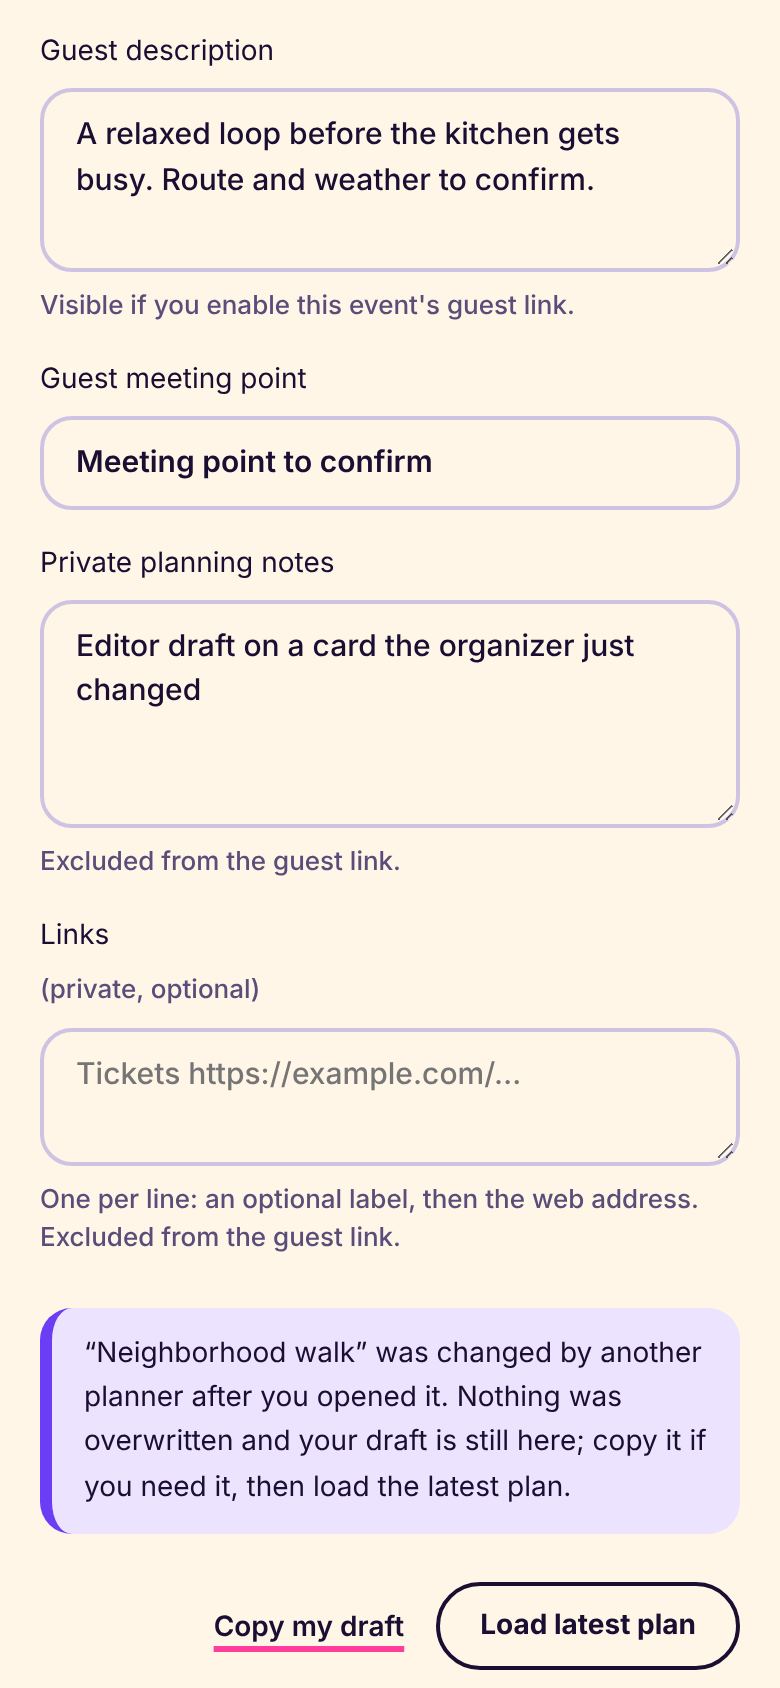 Guest description
A relaxed loop before the kitchen gets
busy. Route and weather to confirm.
Visible if you enable this event's guest link.
Guest meeting point
Meeting point to confirm
Private planning notes
Editor draft on a card the organizer just
changed
Excluded from the guest link.
Links
(private, optional)
Tickets https://example.com/...
One per line: an optional label, then the web address.
Excluded from the guest link.
“Neighborhood walk” was changed by another
planner after you opened it. Nothing was
overwritten and your draft is still here; copy it if
you need it, then load the latest plan.
Copy my draft
Load latest plan